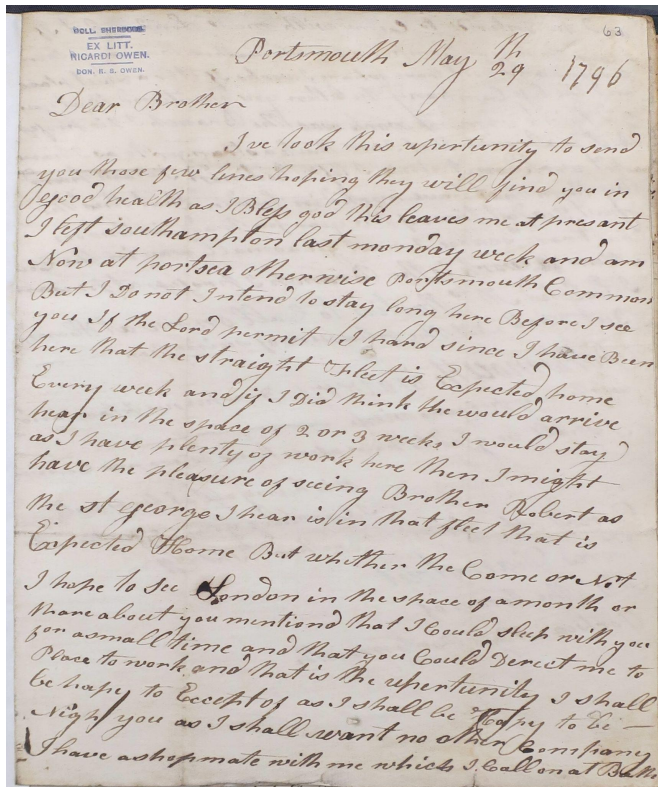 63
COLL. SHERBORN.
EX LITT.
RICARDI OWEN.
DON. R. S. OWEN.
Portsmouth May 29th 1796
Dear Brother
I've took this upertunity to send
you those few lines hoping they will find you in
good health as I Bless god this leaves me at presant
I left southampton last monday week and am
Now at portsea otherwise Portsmouth Common
But I Do not Intend to stay long here Before I see
you If the Lord permit I hard since I have Been
here that the straight Fleet is Expected home
Every week and if I Did think the would arrive
hear in the space of 2 or 3 weeks I would stay
as I have plenty of work here then I might
have the pleasure of seeing Brother Robert as
the st george I hear is in that fleet that is
Expected Home But whether the Come or Not
I hope to see London in the space of a month or
thare about you mentiond that I Could sleep with you
for a small time and that you Could Derect me to
Place to work and that is the upertunity I shall
be hapy to Eccept of as I shall be Hapy to be
Nigh you as I shall want no other Company
I have a shopmate with me which I Call on at